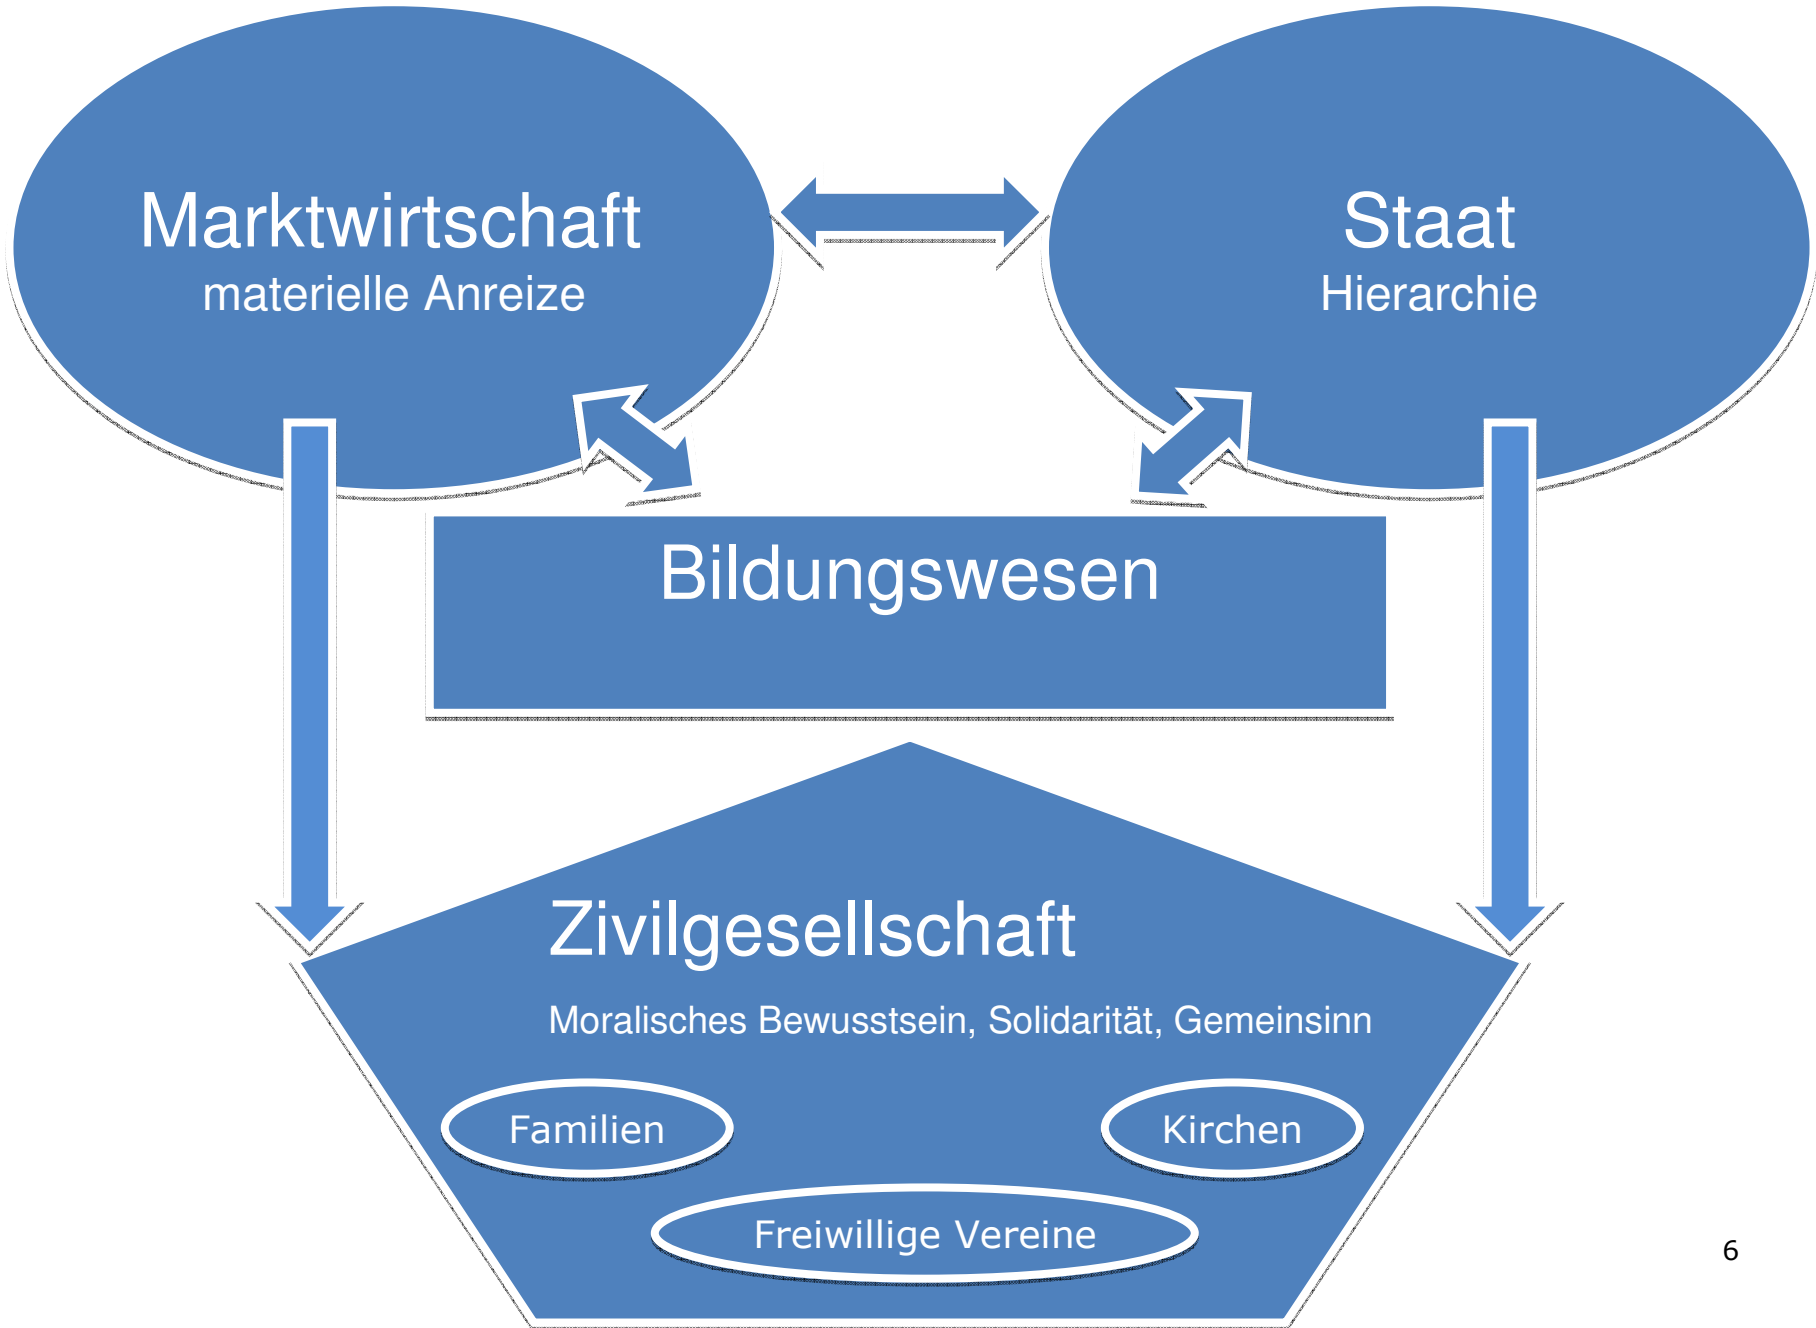 Marktwirtschaft
materielle Anreize
Staat
Hierarchie
Bildungswesen
Zivilgesellschaft
Moralisches Bewusstsein, Solidarität, Gemeinsinn
Familien
Kirchen
Freiwillige Vereine
6